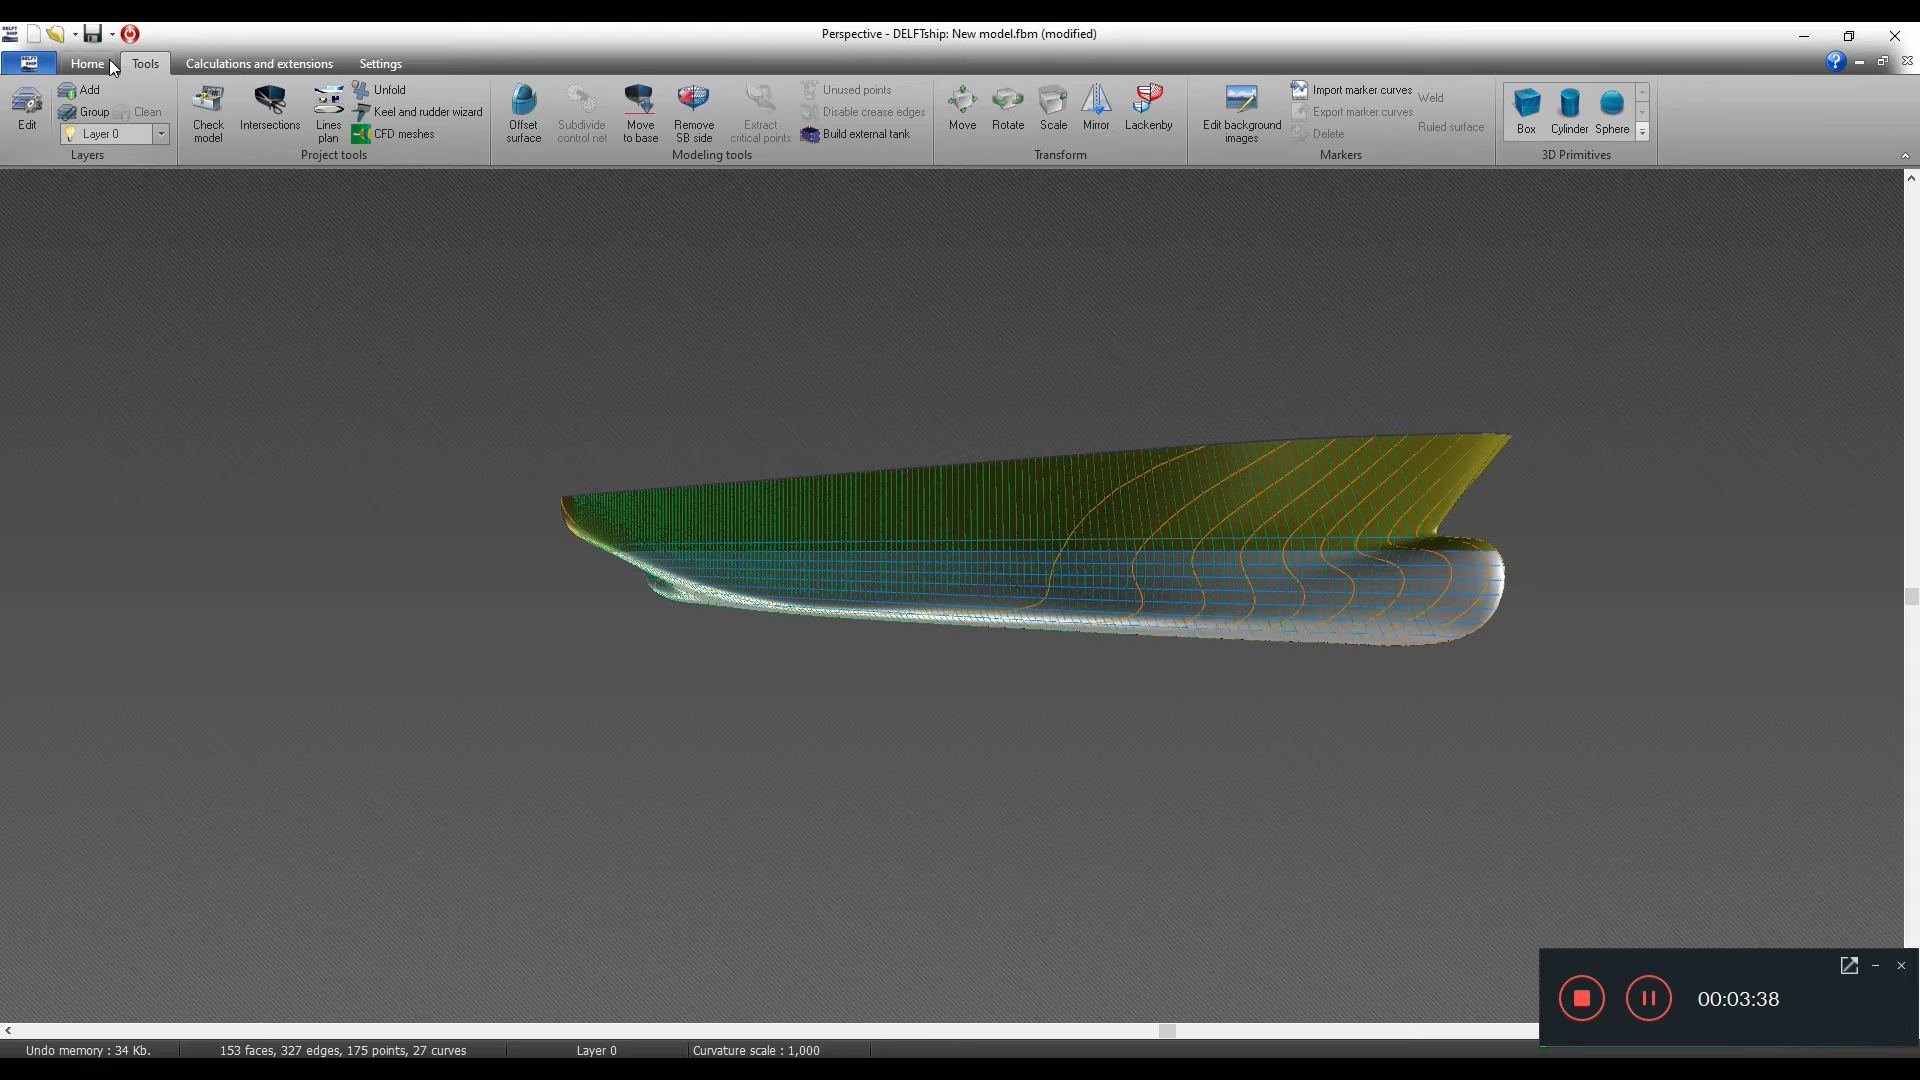 DELFT SHIP
Perspective - DELFTship: New model.fbm (modified)
DELFT SHIP
Home
Tools
Calculations and extensions
Settings
Edit
Add
Group
Clean
Layer 0
Layers
Check model
Intersections
Lines plan
Unfold
Keel and rudder wizard
CFD meshes
Project tools
Offset surface
Subdivide control net
Move to base
Remove SB side
Extract critical points
Unused points
Disable crease edges
Build external tank
Modeling tools
Move
Rotate
Scale
Mirror
Lackenby
Transform
Edit background images
Import marker curves
Export marker curves
Delete
Weld
Ruled surface
Markers
Box
Cylinder
Sphere
3D Primitives
00:03:38
Undo memory : 34 Kb.
153 faces, 327 edges, 175 points, 27 curves
Layer 0
Curvature scale : 1,000